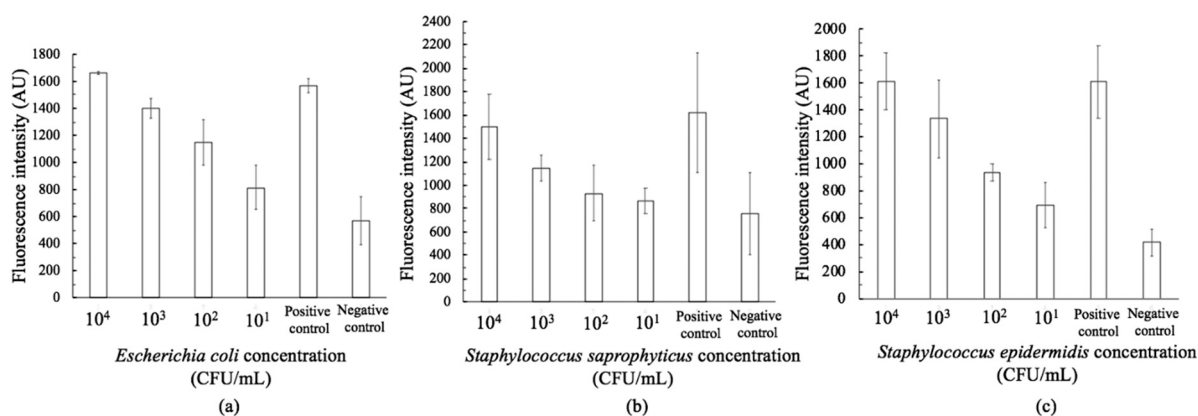 Fluorescence intensity (AU)
1800
1600
1400
1200
1000
800
600
400
200
0
10⁴
10³
10²
10¹
Positive
control
Negative
control
Escherichia coli concentration
(CFU/mL)
(a)
Fluorescence intensity (AU)
2400
2200
2000
1800
1600
1400
1200
1000
800
600
400
200
0
10⁴
10³
10²
10¹
Positive
control
Negative
control
Staphylococcus saprophyticus concentration
(CFU/mL)
(b)
Fluorescence intensity (AU)
2000
1800
1600
1400
1200
1000
800
600
400
200
0
10⁴
10³
10²
10¹
Positive
control
Negative
control
Staphylococcus epidermidis concentration
(CFU/mL)
(c)